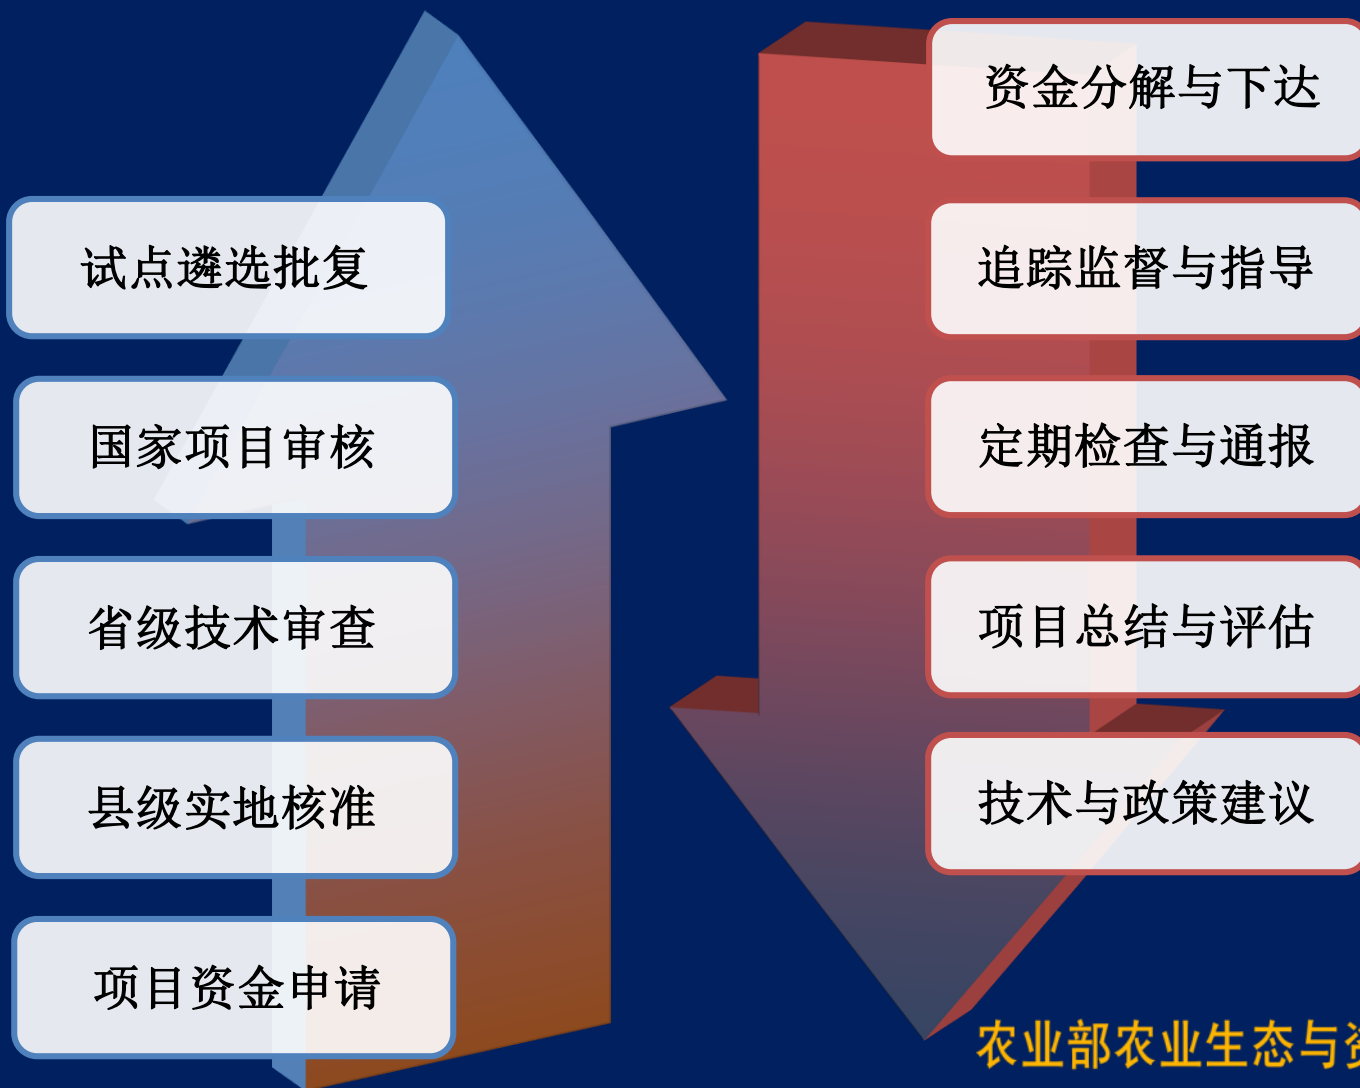 试点遴选批复
国家项目审核
省级技术审查
县级实地核准
项目资金申请
资金分解与下达
追踪监督与指导
定期检查与通报
项目总结与评估
技术与政策建议
农业部农业生态与资